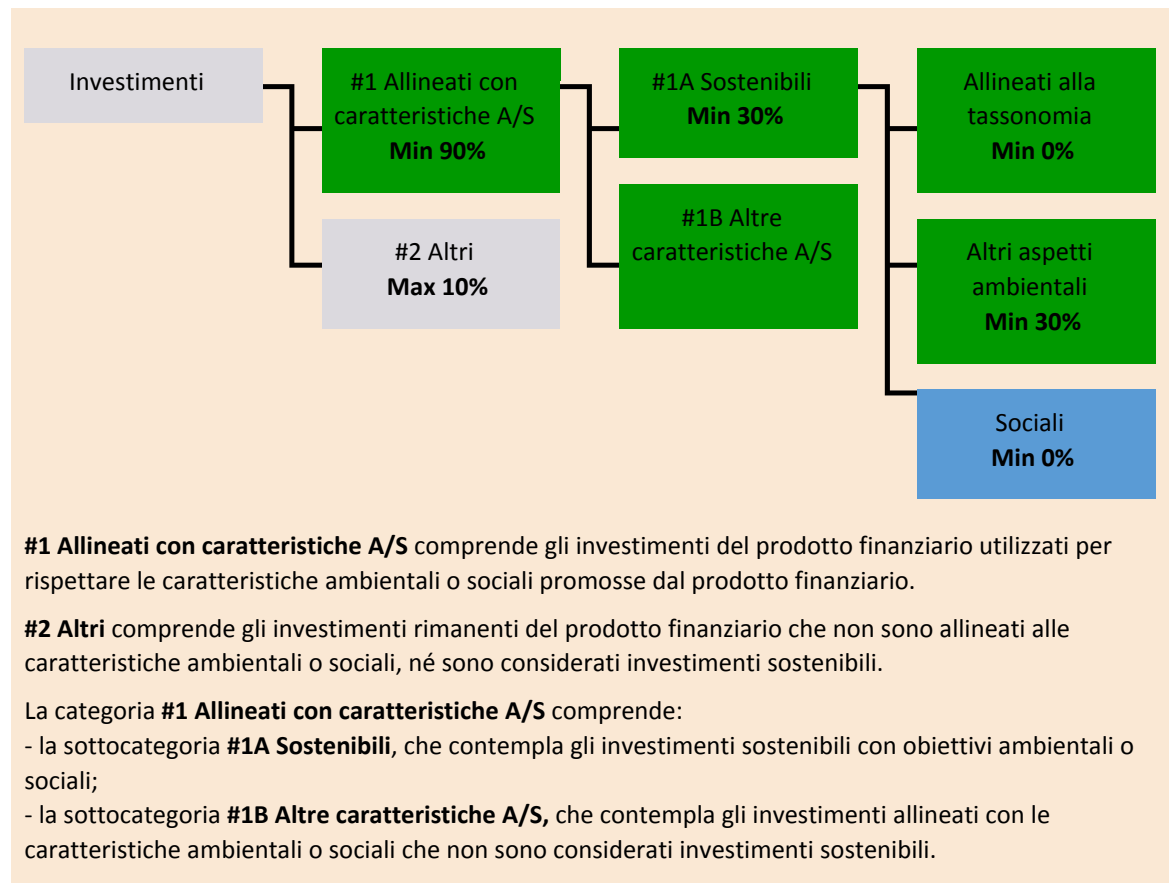 Investimenti
#1 Allineati con
caratteristiche A/S
Min 90%
#2 Altri
Max 10%
#1A Sostenibili
Min 30%
#1B Altre
caratteristiche A/S
Allineati alla
tassonomia
Min 0%
Altri aspetti
ambientali
Min 30%
Sociali
Min 0%
#1 Allineati con caratteristiche A/S comprende gli investimenti del prodotto finanziario utilizzati per
rispettare le caratteristiche ambientali o sociali promosse dal prodotto finanziario.
#2 Altri comprende gli investimenti rimanenti del prodotto finanziario che non sono allineati alle
caratteristiche ambientali o sociali, né sono considerati investimenti sostenibili.
La categoria #1 Allineati con caratteristiche A/S comprende:
- la sottocategoria #1A Sostenibili, che contempla gli investimenti sostenibili con obiettivi ambientali o
sociali;
- la sottocategoria #1B Altre caratteristiche A/S, che contempla gli investimenti allineati con le
caratteristiche ambientali o sociali che non sono considerati investimenti sostenibili.